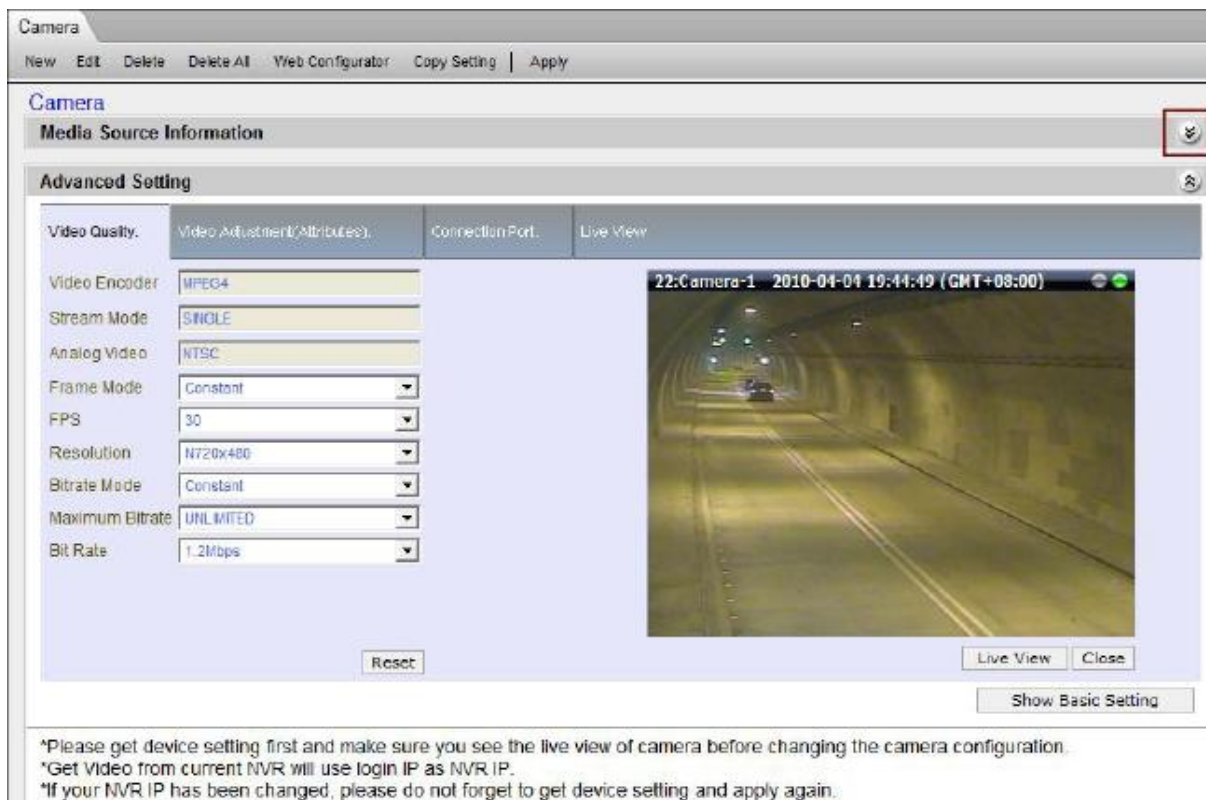 Camera
New Edit Delete Delete All Web Configurator Copy Setting | Apply
Camera
Media Source Information
Advanced Setting
Video Quality. Video Adjustment(Attributes). Connection Port. Live View
Video Encoder MPEG4
Stream Mode SINGLE
Analog Video NTSC
Frame Mode Constant
FPS 30
Resolution N720x480
Bitrate Mode Constant
Maximum Bitrate UNLIMITED
Bit Rate 1.2Mbps
Reset
22:Camera-1 2010-04-04 19:44:49 (GMT+08:00)
Live View Close
Show Basic Setting
*Please get device setting first and make sure you see the live view of camera before changing the camera configuration.
*Get Video from current NVR will use login IP as NVR IP.
*If your NVR IP has been changed, please do not forget to get device setting and apply again.